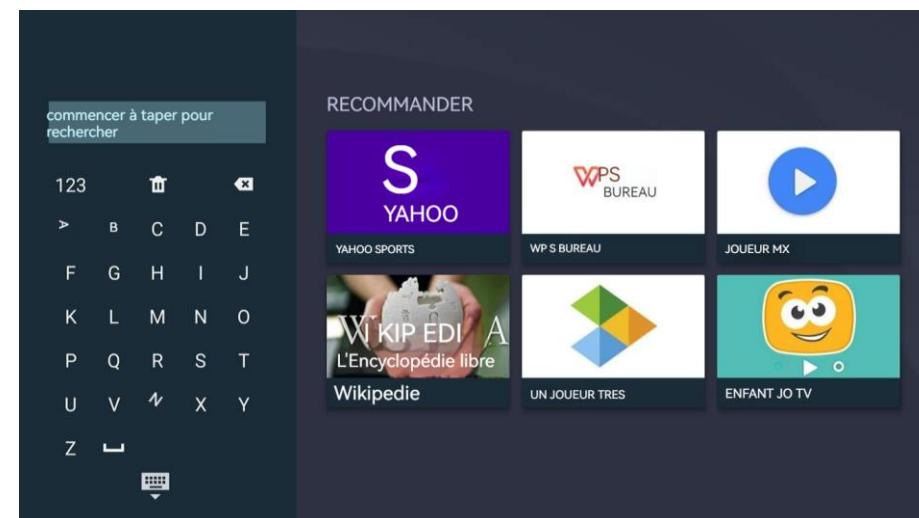 commencer à taper pour
rechercher
123
A B C D E
F G H I J
K L M N O
P Q R S T
U V W X Y
Z
RECOMMANDER
S
YAHOO
YAHOO SPORTS
WPS
BUREAU
WP S BUREAU
JOUEUR MX
WIKIP EDI A
L'Encyclopédie libre
Wikipedie
UN JOUEUR TRES
ENFANT JO TV